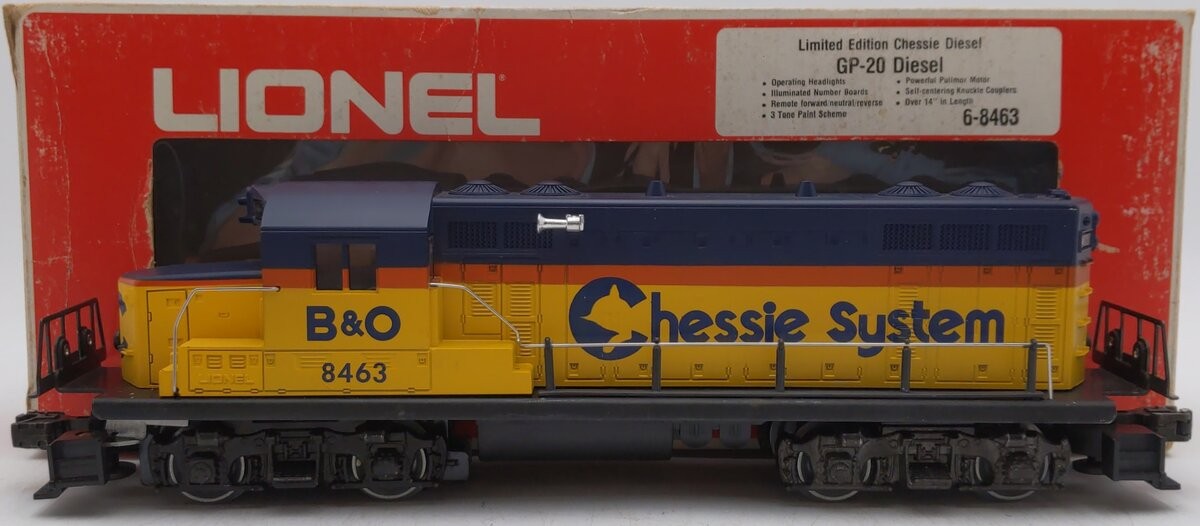 LIONEL
Limited Edition Chessie Diesel
GP-20 Diesel
• Operating Headlights
• Illuminated Number Boards
• Remote forward/neutral/reverse
• 3 Tone Paint Scheme
• Powerful Pullmor Motor
• Self-centering Knuckle Couplers
• Over 14" in Length
6-8463
B&O
8463
LIONEL
Chessie System